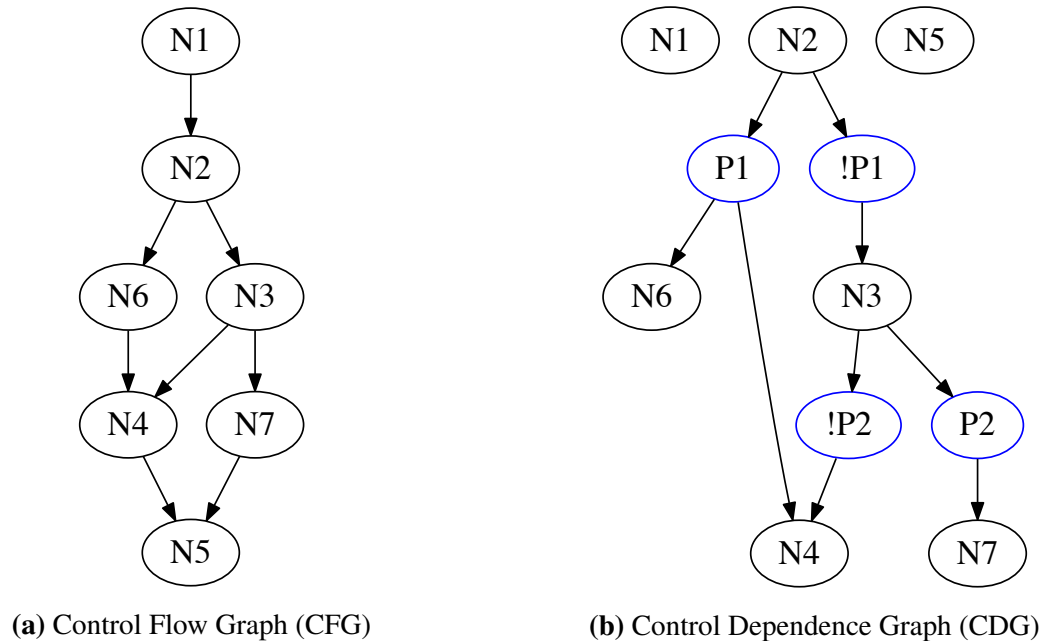 N1
N2
N6 N3
N4 N7
N5
(a) Control Flow Graph (CFG)
N1 N2 N5
P1 !P1
N6 N3
!P2 P2
N4 N7
(b) Control Dependence Graph (CDG)